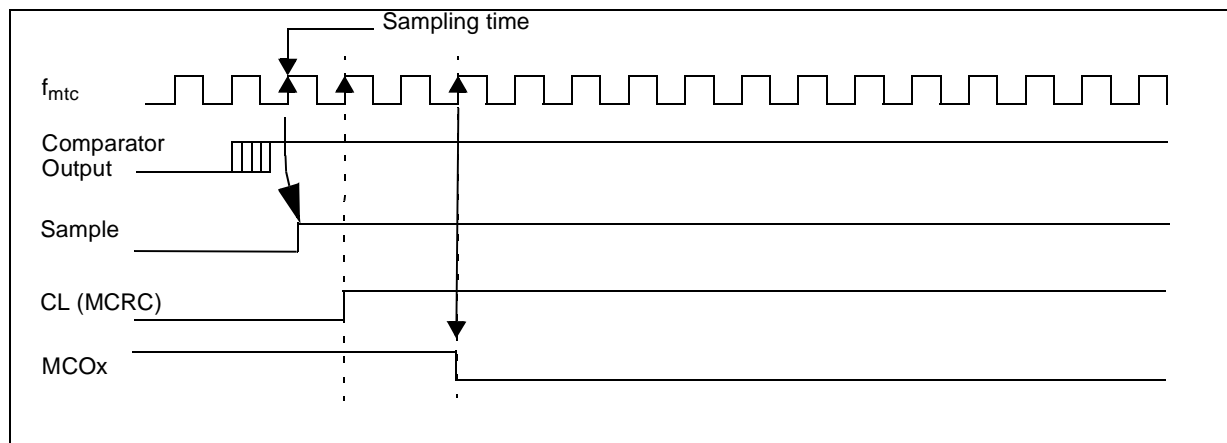 Sampling time
fmtc
Comparator
Output
Sample
CL (MCRC)
MCOx